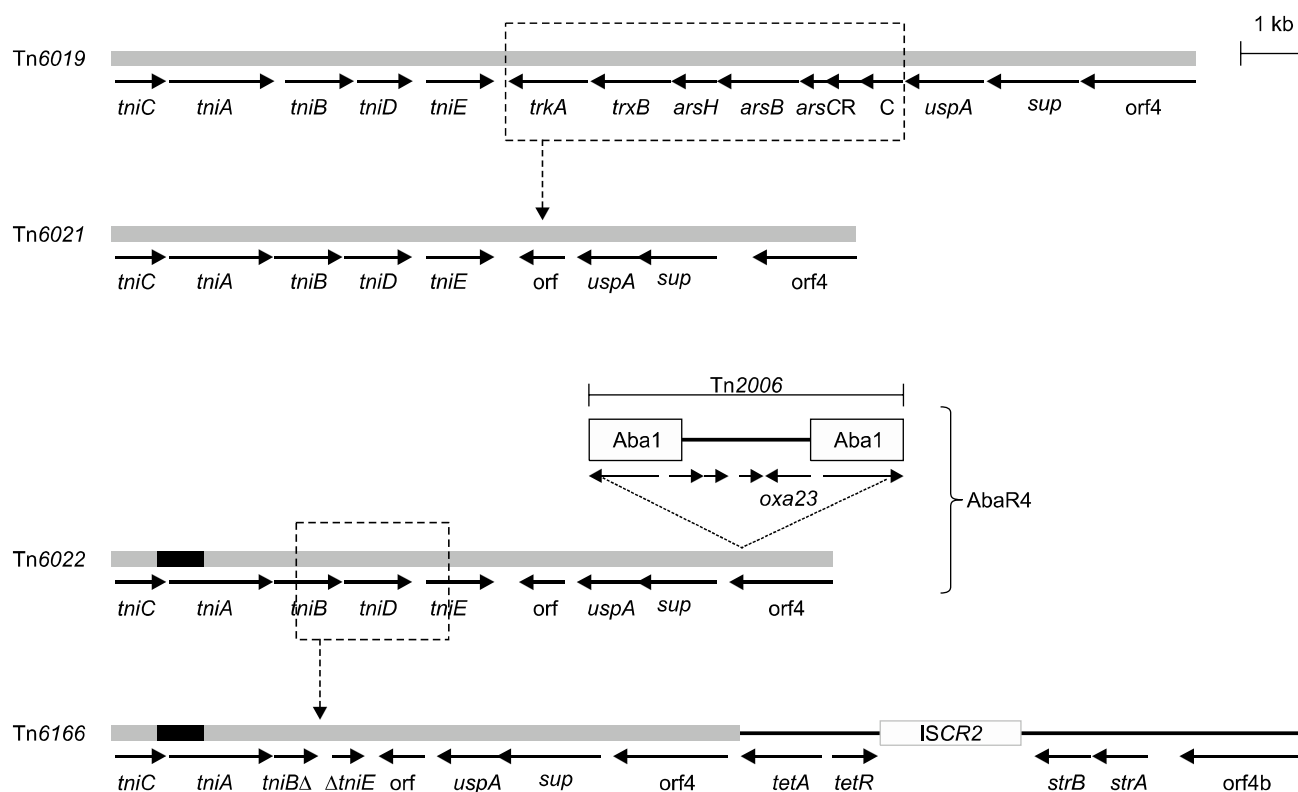 1 kb
Tn6019
tniC tniA tniB tniD tniE trkA trxB arsH arsB arsCR C uspA sup orf4
Tn6021
tniC tniA tniB tniD tniE orf uspA sup orf4
Tn2006
Aba1 Aba1
oxa23
AbaR4
Tn6022
tniC tniA tniB tniD tniE orf uspA sup orf4
Tn6166 ISCR2
tniC tniA tniBΔ ΔtniE orf uspA sup orf4 tetA tetR strB strA orf4b